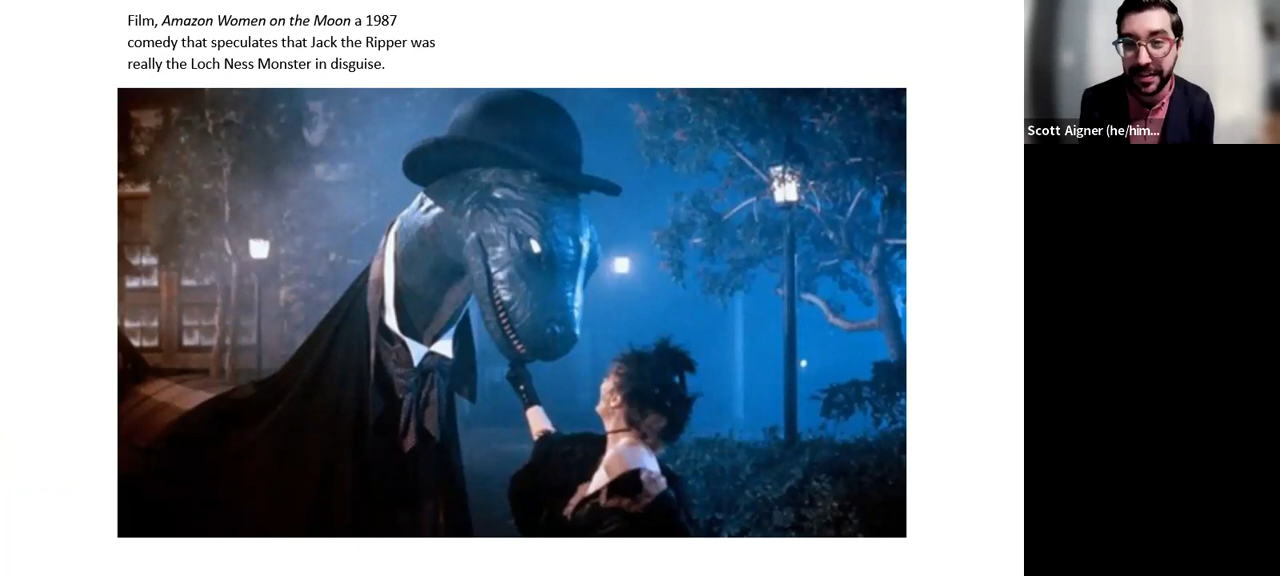 Film, Amazon Women on the Moon a 1987
comedy that speculates that Jack the Ripper was
really the Loch Ness Monster in disguise.
Scott Aigner (he/him...